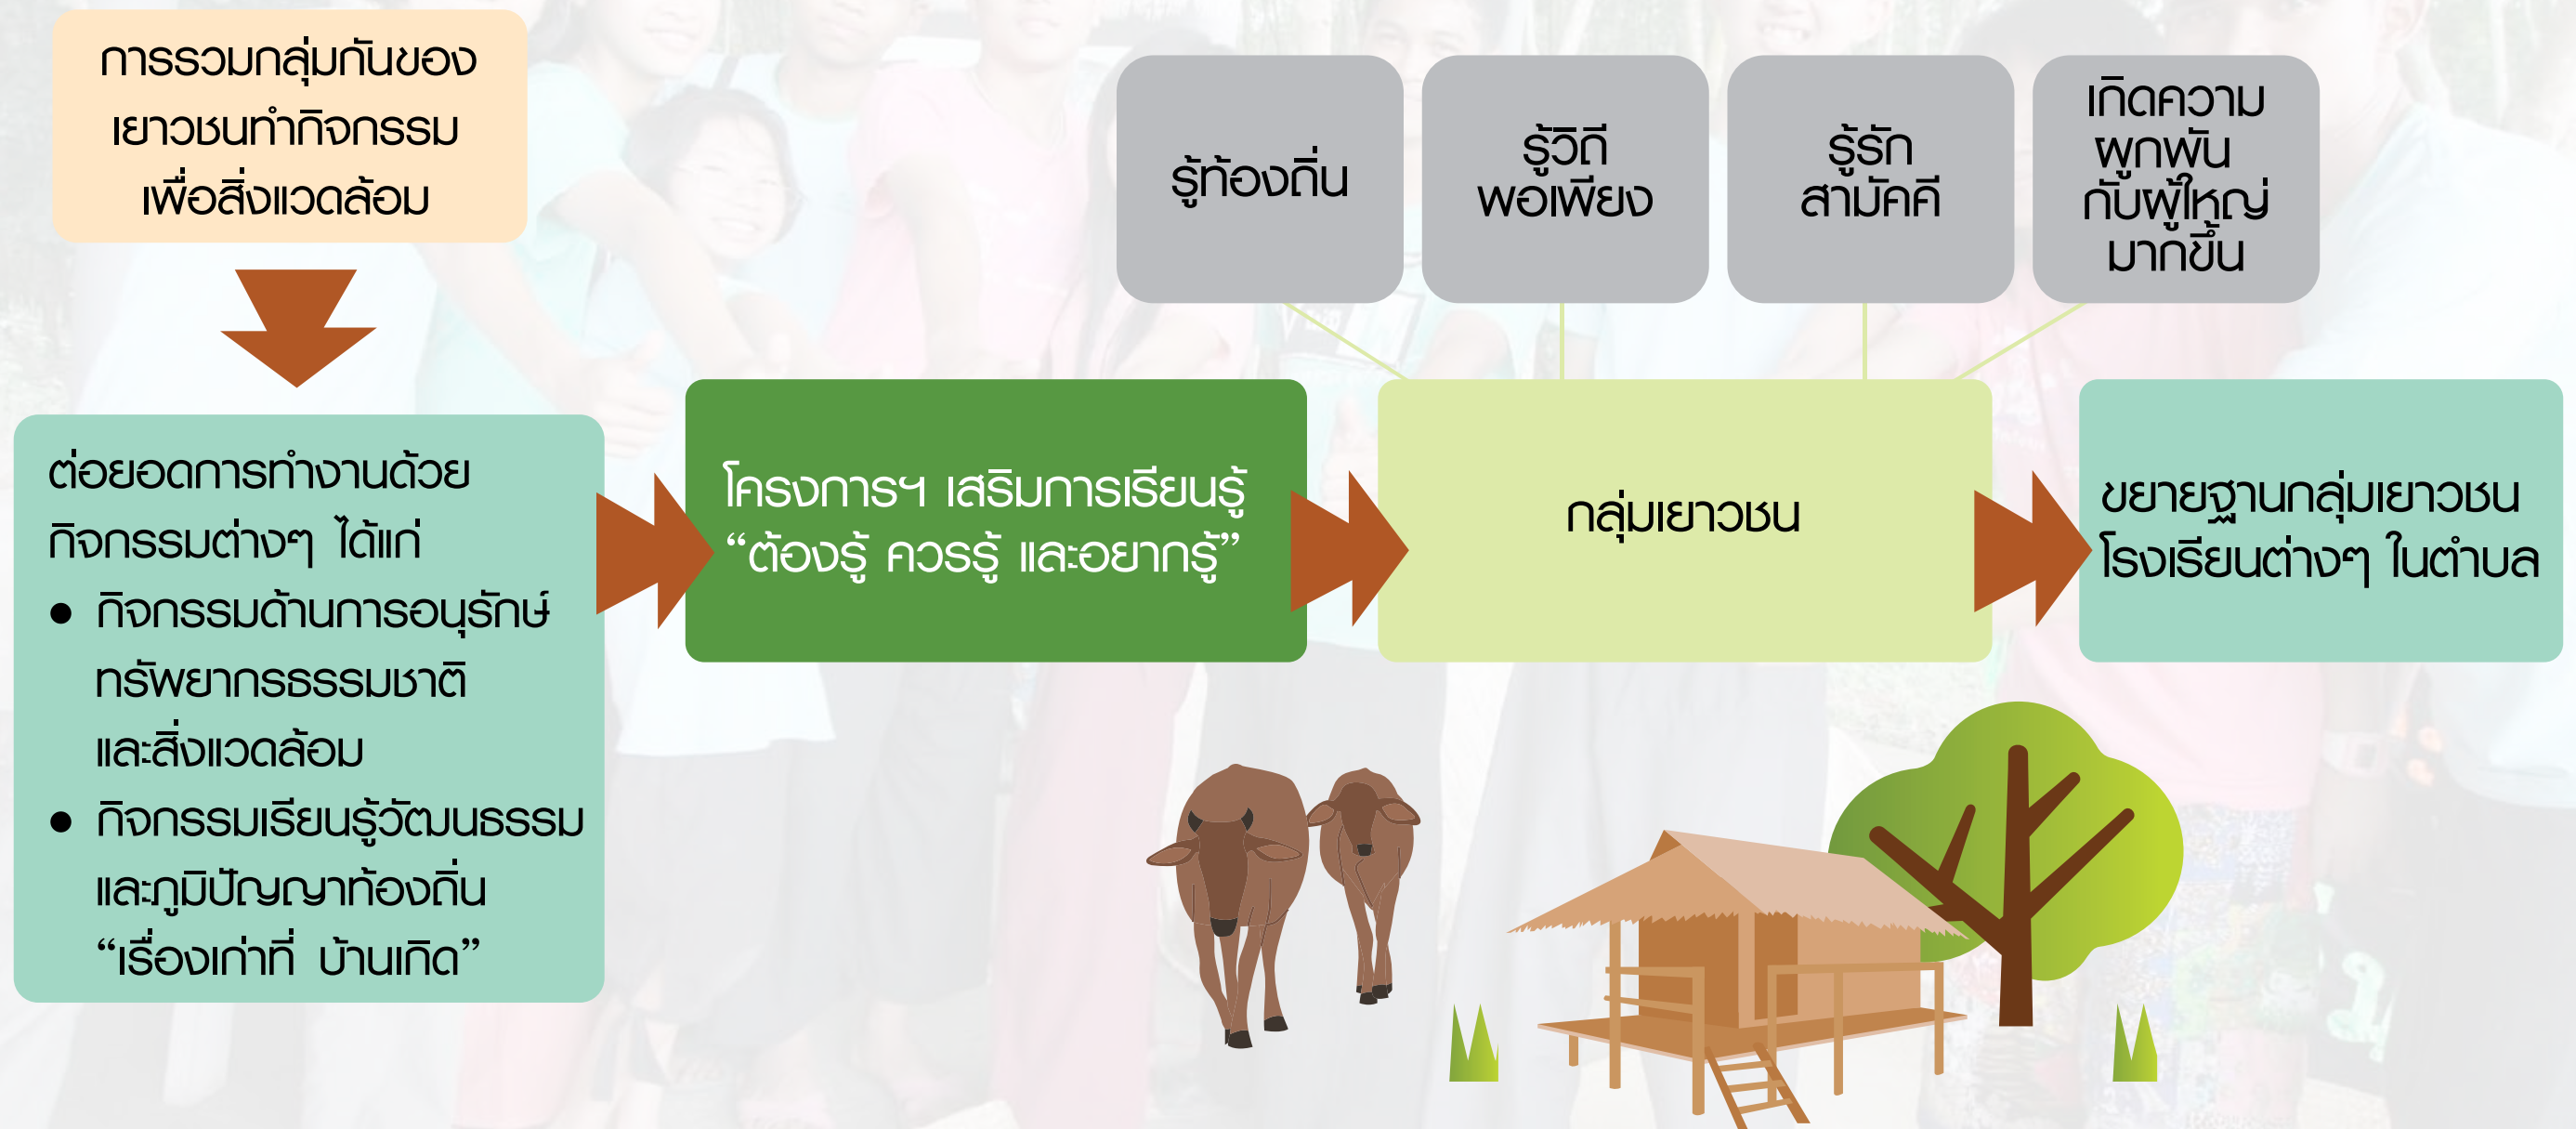 การรวมกลุ่มกันของ
เยาวชนทำกิจกรรม
เพื่อสิ่งแวดล้อม
ต่อยอดการทำงานด้วย
กิจกรรมต่างๆ ได้แก่
● กิจกรรมด้านการอนุรักษ์
ทรัพยากรธรรมชาติ
และสิ่งแวดล้อม
● กิจกรรมเรียนรู้วัฒนธรรม
และภูมิปัญญาท้องถิ่น
“เรื่องเก่าที่ บ้านเกิด”
โครงการฯ เสริมการเรียนรู้
“ต้องรู้ ควรรู้ และอยากรู้”
รู้ท้องถิ่น
รู้วิถี
พอเพียง
รู้รัก
สามัคคี
เกิดความ
ผูกพัน
กับผู้ใหญ่
มากขึ้น
กลุ่มเยาวชน
ขยายฐานกลุ่มเยาวชน
โรงเรียนต่างๆ ในตำบล